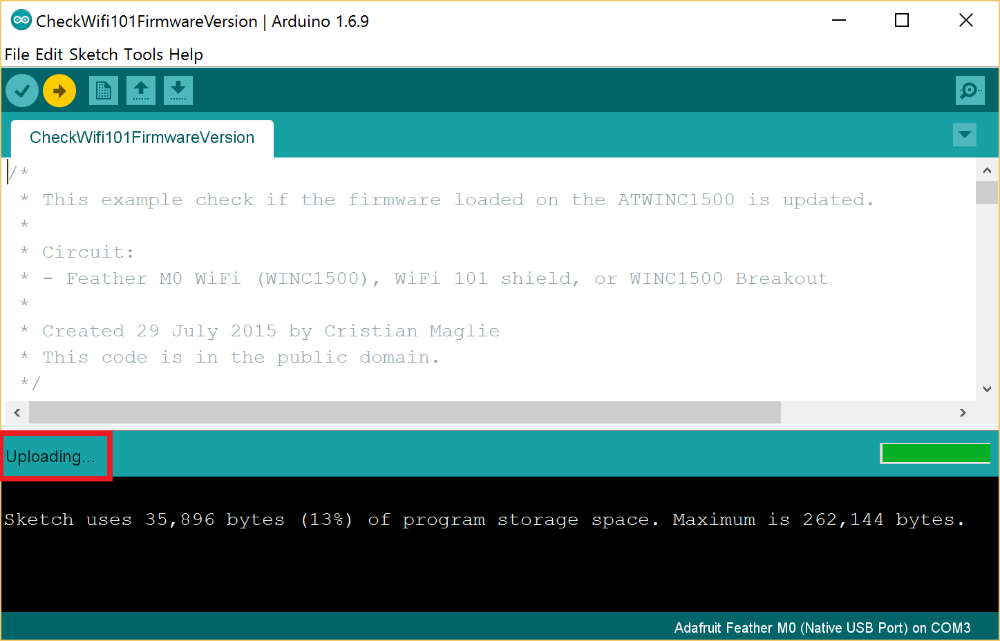 CheckWifi101FirmwareVersion | Arduino 1.6.9
File Edit Sketch Tools Help
CheckWifi101FirmwareVersion
/*
* This example check if the firmware loaded on the ATWINC1500 is updated.
*
* Circuit:
* - Feather M0 WiFi (WINC1500), WiFi 101 shield, or WINC1500 Breakout
*
* Created 29 July 2015 by Cristian Maglie
* This code is in the public domain.
*/
Uploading...
Sketch uses 35,896 bytes (13%) of program storage space. Maximum is 262,144 bytes.
Adafruit Feather M0 (Native USB Port) on COM3